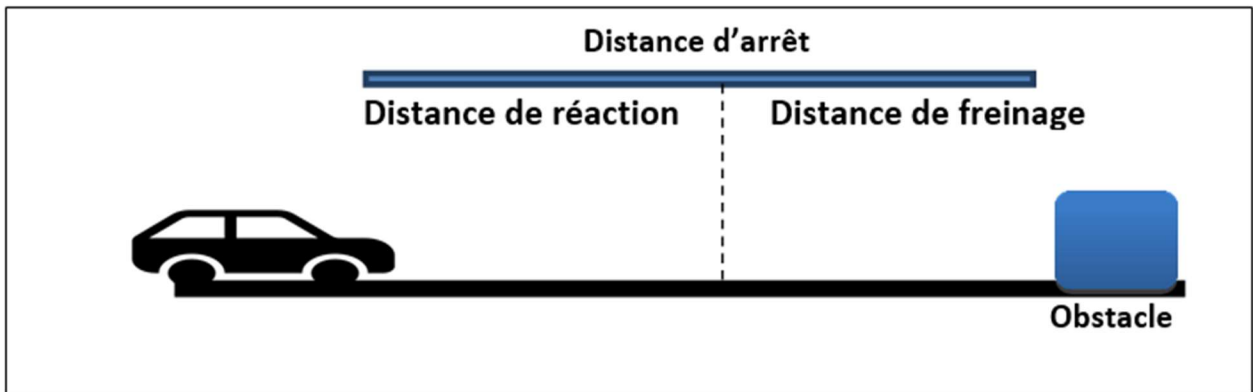 Distance d’arrêt
Distance de réaction
Distance de freinage
Obstacle